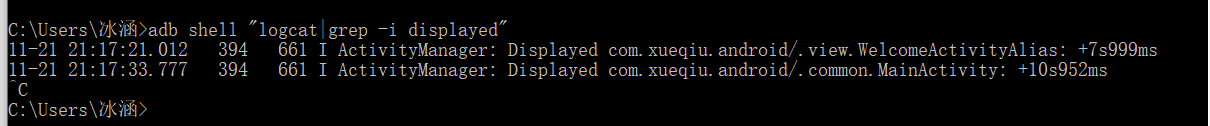 C:\Users\冰涵>adb shell "logcat|grep -i displayed"
11-21 21:17:21.012   394   661 I ActivityManager: Displayed com.xueqiu.android/.view.WelcomeActivityAlias: +7s999ms
11-21 21:17:33.777   394   661 I ActivityManager: Displayed com.xueqiu.android/.common.MainActivity: +10s952ms
^C
C:\Users\冰涵>